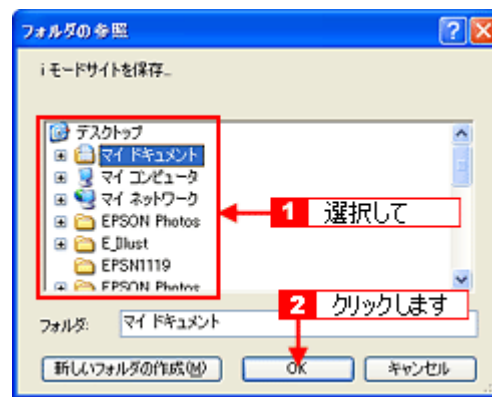 フォルダの参照
iモードサイトを保存_
デスクトップ
マイ ドキュメント
マイ コンピュータ
マイ ネットワーク
EPSON Photos
E_Illust
EPSN1119
EPSON Photos
1 選択して
2 クリックします
フォルダ: マイ ドキュメント
新しいフォルダの作成(M) OK キャンセル